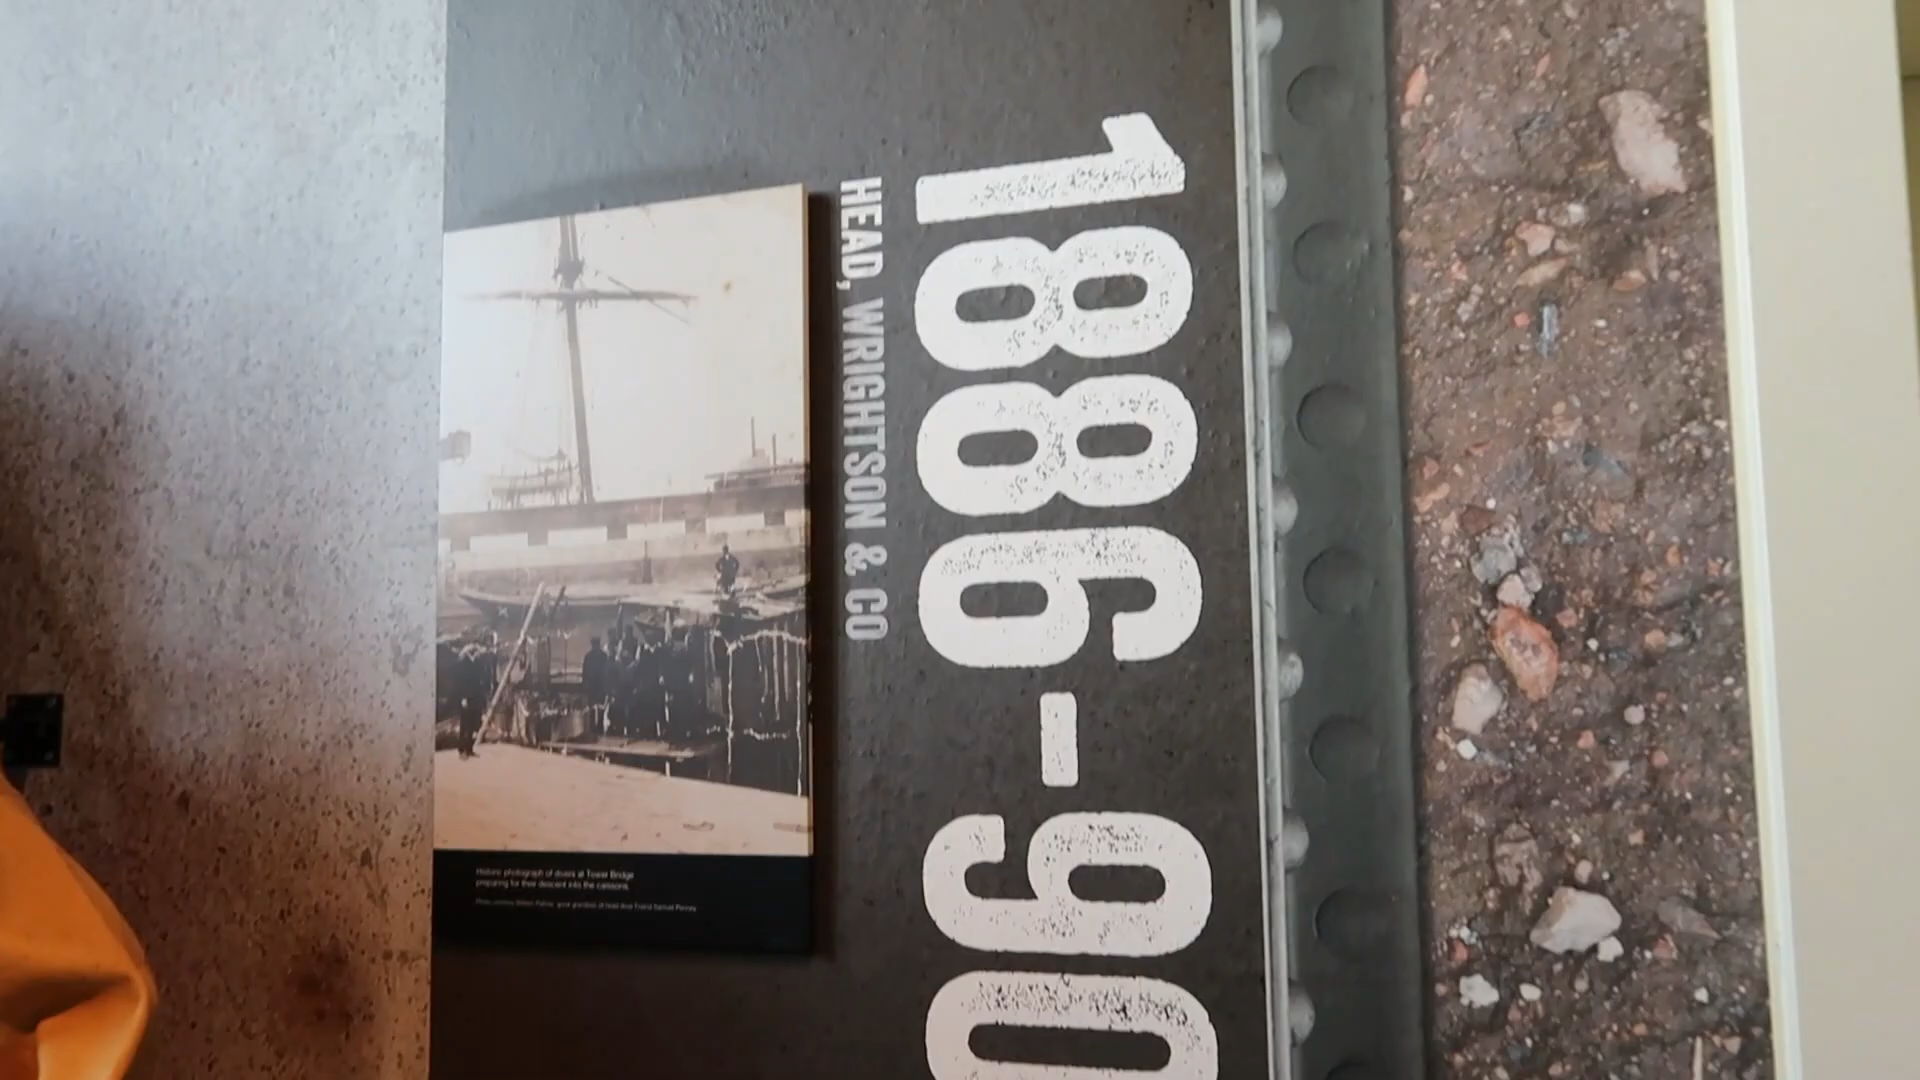 1886-90
HEAD, WRIGHTSON & CO
Historic photograph of divers at Tower Bridge
preparing for their descent into the caissons.